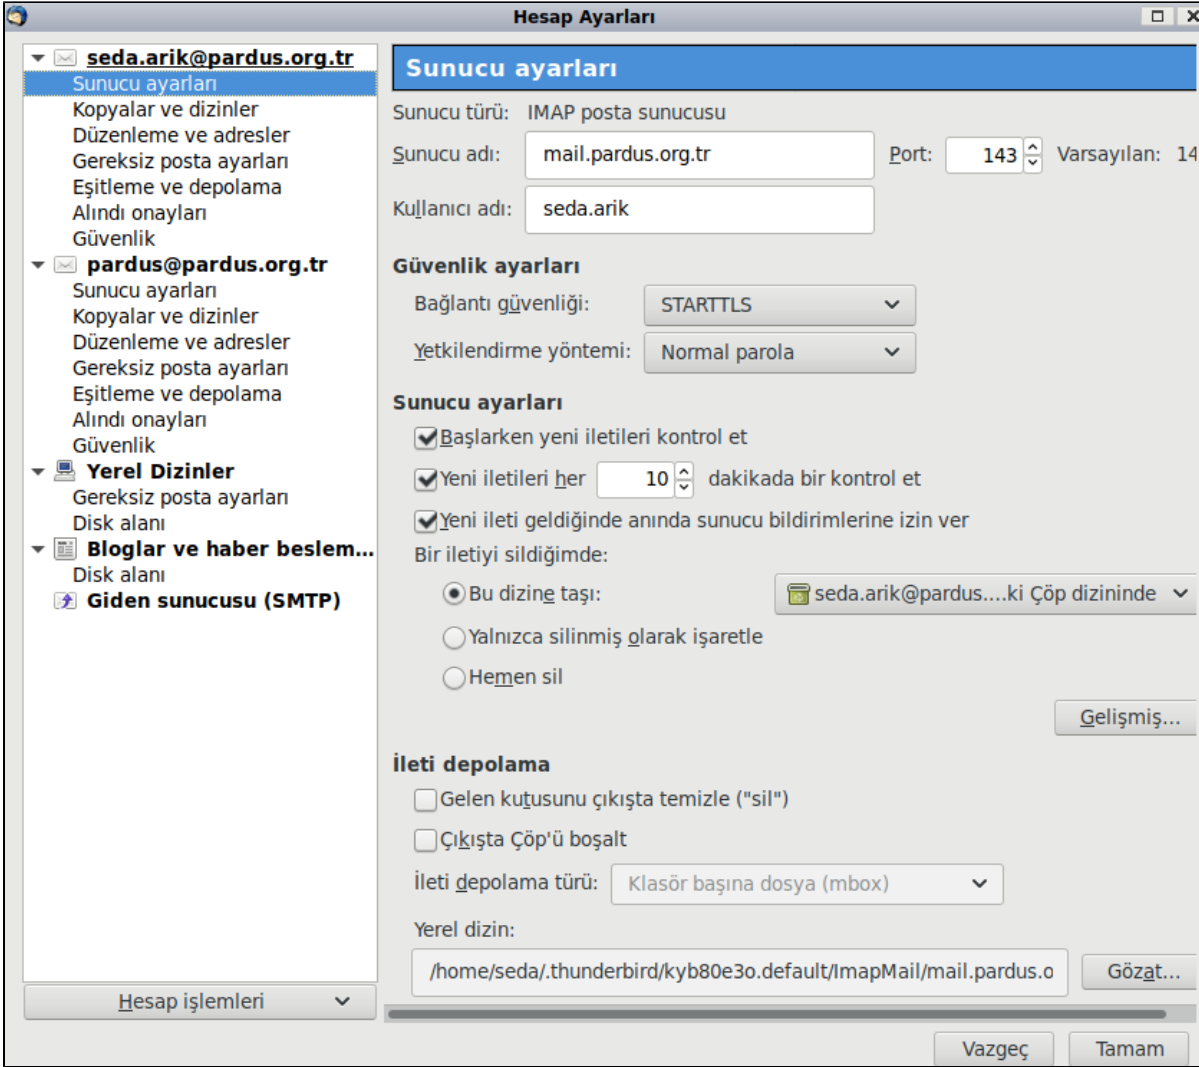 Hesap Ayarları
seda.arik@pardus.org.tr
Sunucu ayarları
Kopyalar ve dizinler
Düzenleme ve adresler
Gereksiz posta ayarları
Eşitleme ve depolama
Alındı onayları
Güvenlik
pardus@pardus.org.tr
Sunucu ayarları
Kopyalar ve dizinler
Düzenleme ve adresler
Gereksiz posta ayarları
Eşitleme ve depolama
Alındı onayları
Güvenlik
Yerel Dizinler
Gereksiz posta ayarları
Disk alanı
Bloglar ve haber beslem...
Disk alanı
Giden sunucusu (SMTP)
Hesap işlemleri
Sunucu ayarları
Sunucu türü: IMAP posta sunucusu
Sunucu adı: mail.pardus.org.tr Port: 143 Varsayılan: 14
Kullanıcı adı: seda.arik
Güvenlik ayarları
Bağlantı güvenliği: STARTTLS
Yetkilendirme yöntemi: Normal parola
Sunucu ayarları
Başlarken yeni iletileri kontrol et
Yeni iletileri her 10 dakikada bir kontrol et
Yeni ileti geldiğinde anında sunucu bildirimlerine izin ver
Bir iletiyi sildiğimde:
Bu dizine taşı: seda.arik@pardus....ki Çöp dizininde
Yalnızca silinmiş olarak işaretle
Hemen sil
Gelişmiş...
İleti depolama
Gelen kutusunu çıkışta temizle ("sil")
Çıkışta Çöp'ü boşalt
İleti depolama türü: Klasör başına dosya (mbox)
Yerel dizin:
/home/seda/.thunderbird/kyb80e3o.default/ImapMail/mail.pardus.o Gözat...
Vazgeç Tamam